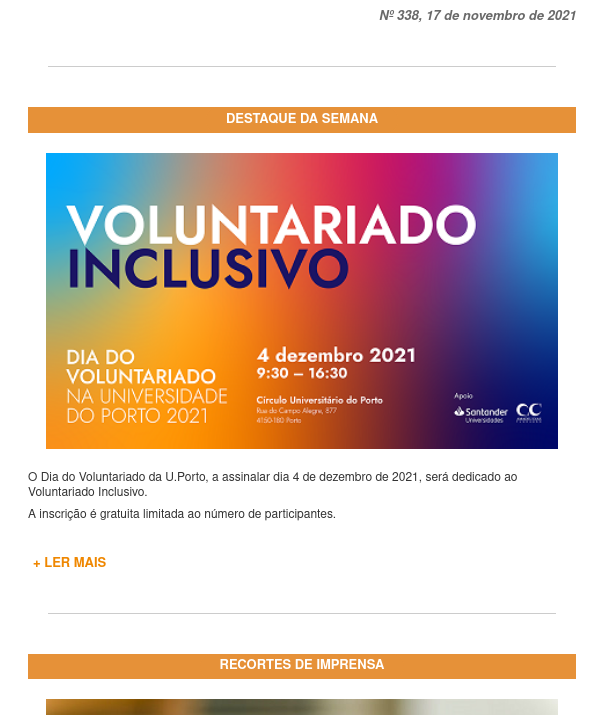 Nº 338, 17 de novembro de 2021
DESTAQUE DA SEMANA
VOLUNTARIADO
INCLUSIVO
DIA DO
VOLUNTARIADO
NA UNIVERSIDADE
DO PORTO 2021
4 dezembro 2021
9:30 – 16:30
Círculo Universitário do Porto
Rua do Campo Alegre, 877
4150-180 Porto
Apoio
Santander
Universidades
CC
O Dia do Voluntariado da U.Porto, a assinalar dia 4 de dezembro de 2021, será dedicado ao
Voluntariado Inclusivo.
A inscrição é gratuita limitada ao número de participantes.
+ LER MAIS
RECORTES DE IMPRENSA